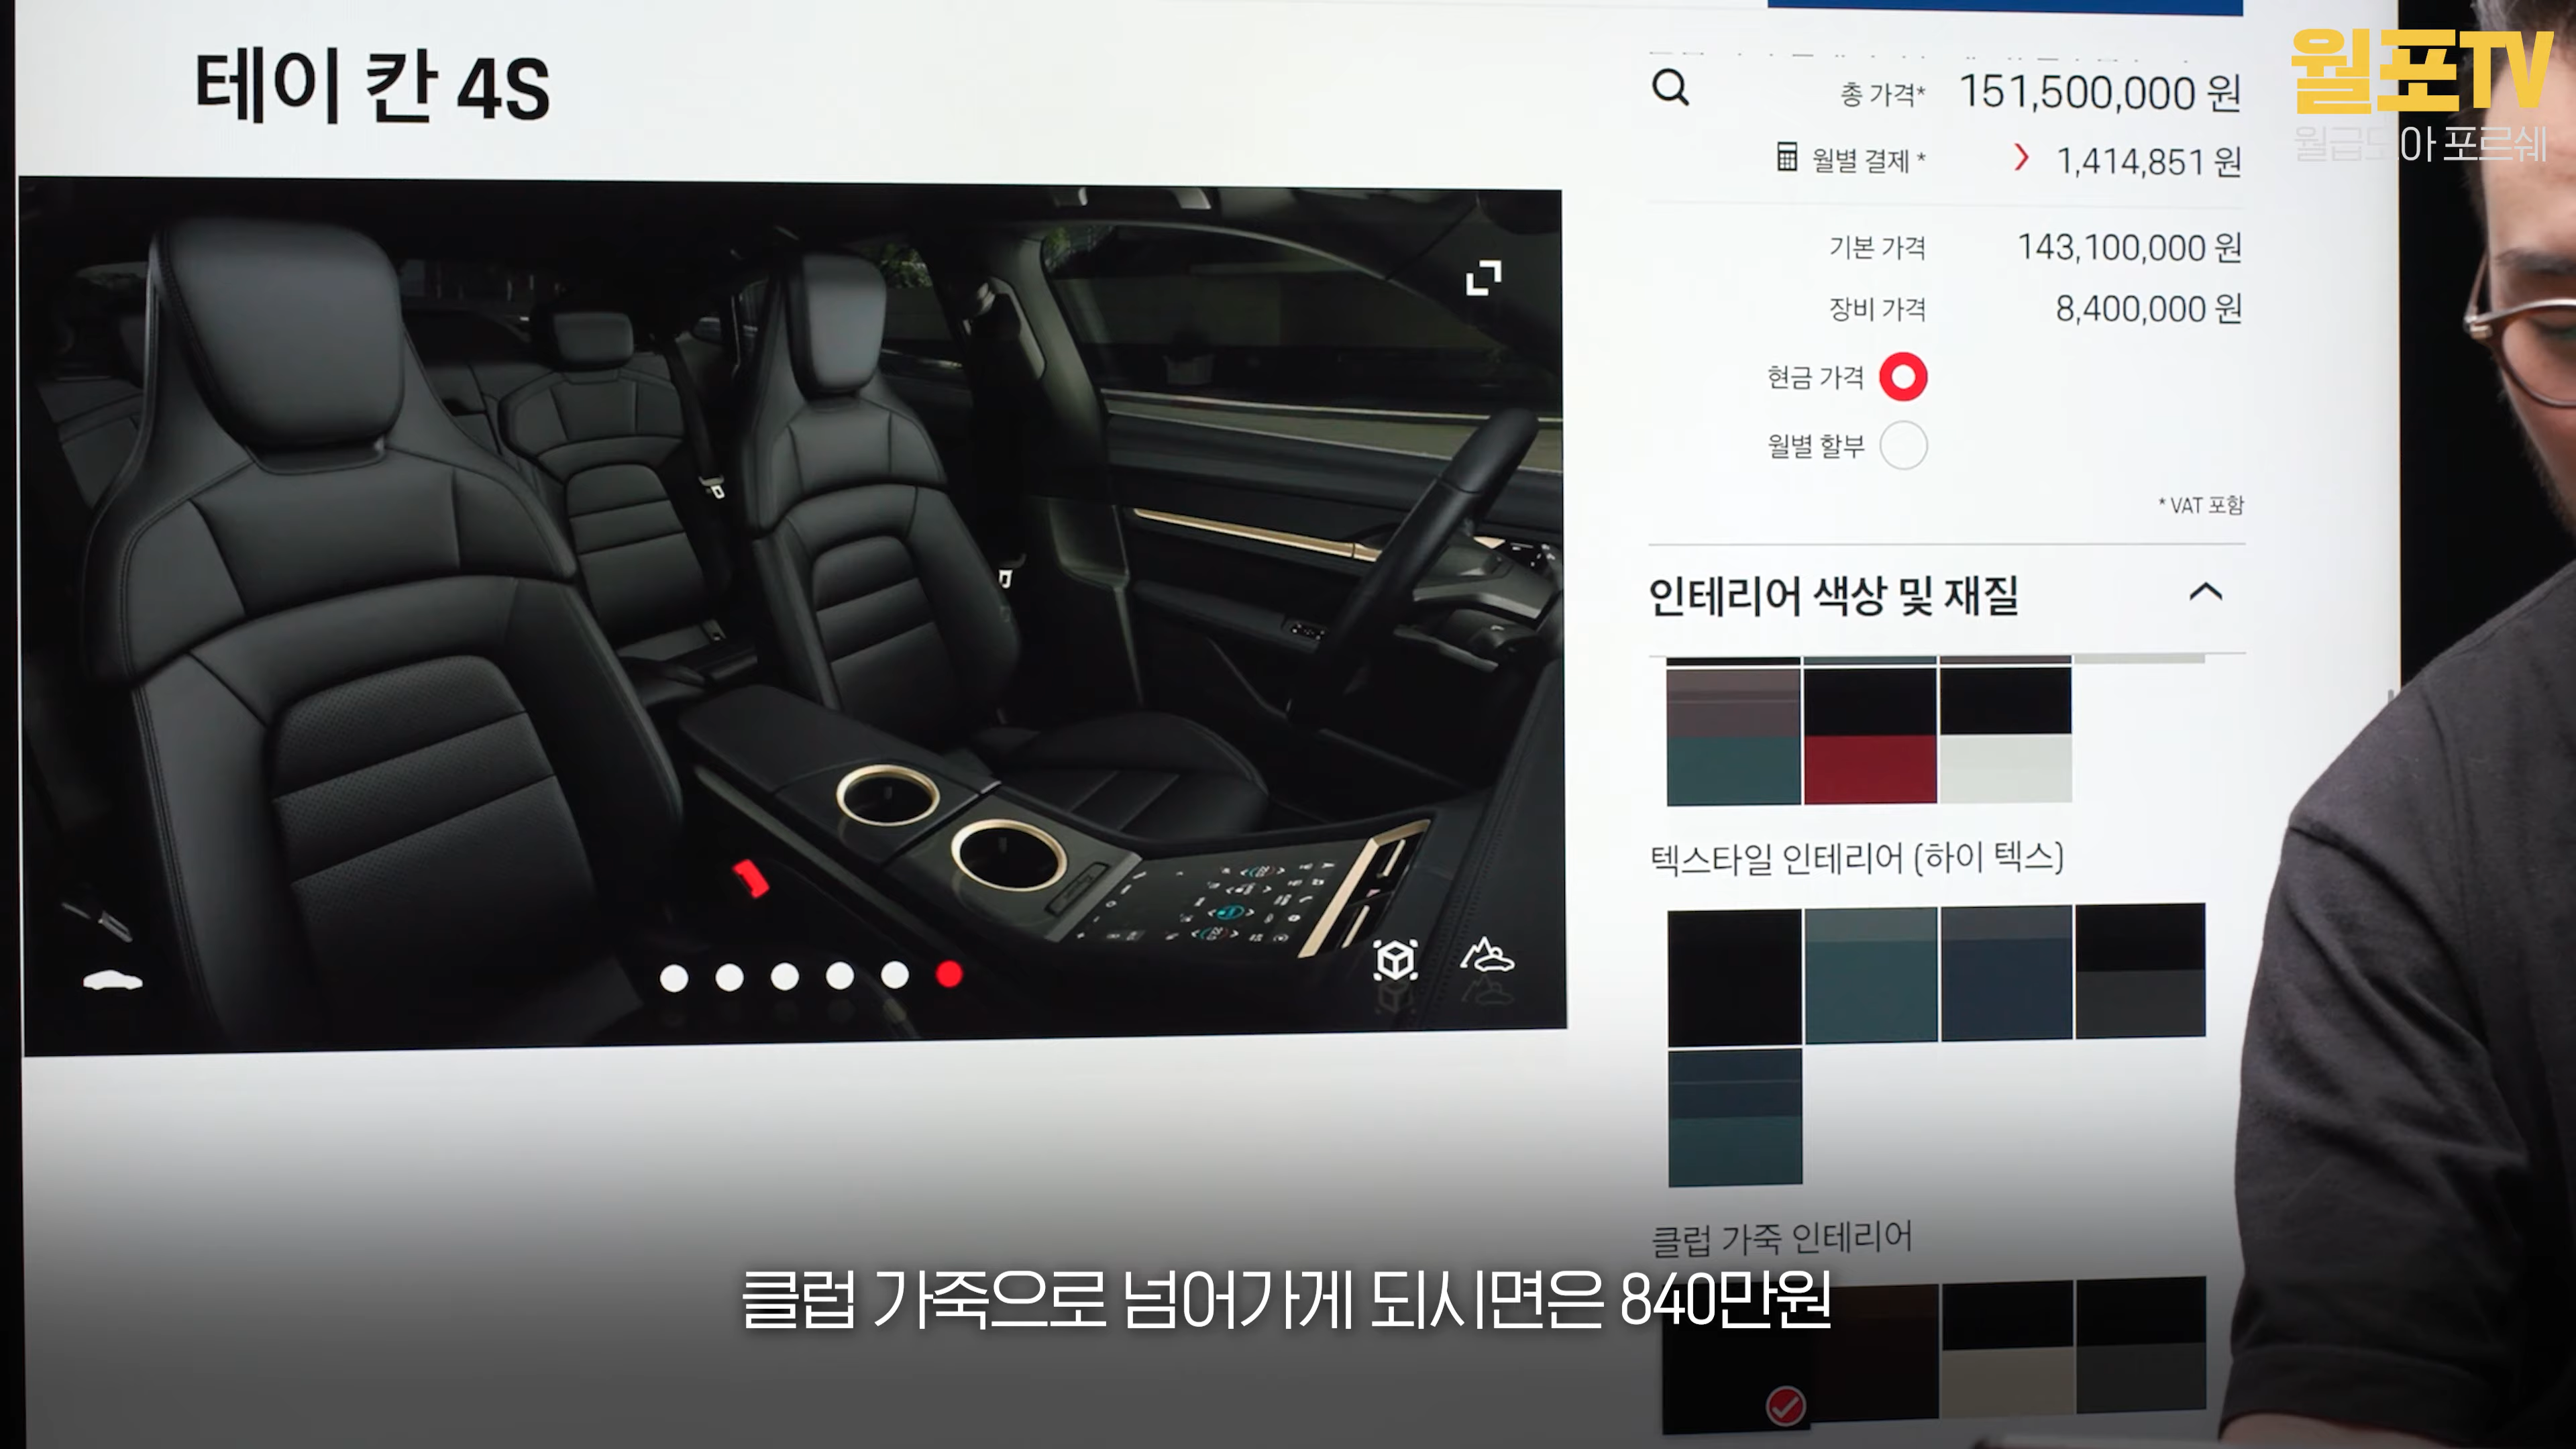 테이 칸 4S
총 가격* 151,500,000 원
월별 결제 * 1,414,851 원
기본 가격 143,100,000 원
장비 가격 8,400,000 원
현금 가격
월별 할부
* VAT 포함
인테리어 색상 및 재질
텍스타일 인테리어 (하이 텍스)
클럽 가죽 인테리어
월포TV
월급모아 포르쉐
클럽 가죽으로 넘어가게 되시면은 840만원